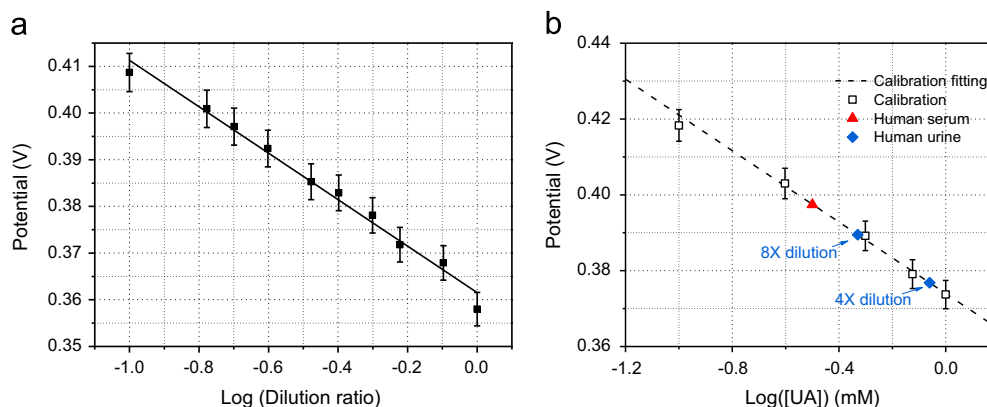 a
0.41
0.40
0.39
0.38
0.37
0.36
0.35
Potential (V)
-1.0
-0.8
-0.6
-0.4
-0.2
0.0
Log (Dilution ratio)
b
0.44
0.42
0.40
0.38
0.36
Potential (V)
Calibration fitting
Calibration
Human serum
Human urine
8X dilution
4X dilution
-1.2
-0.8
-0.4
0.0
Log([UA]) (mM)